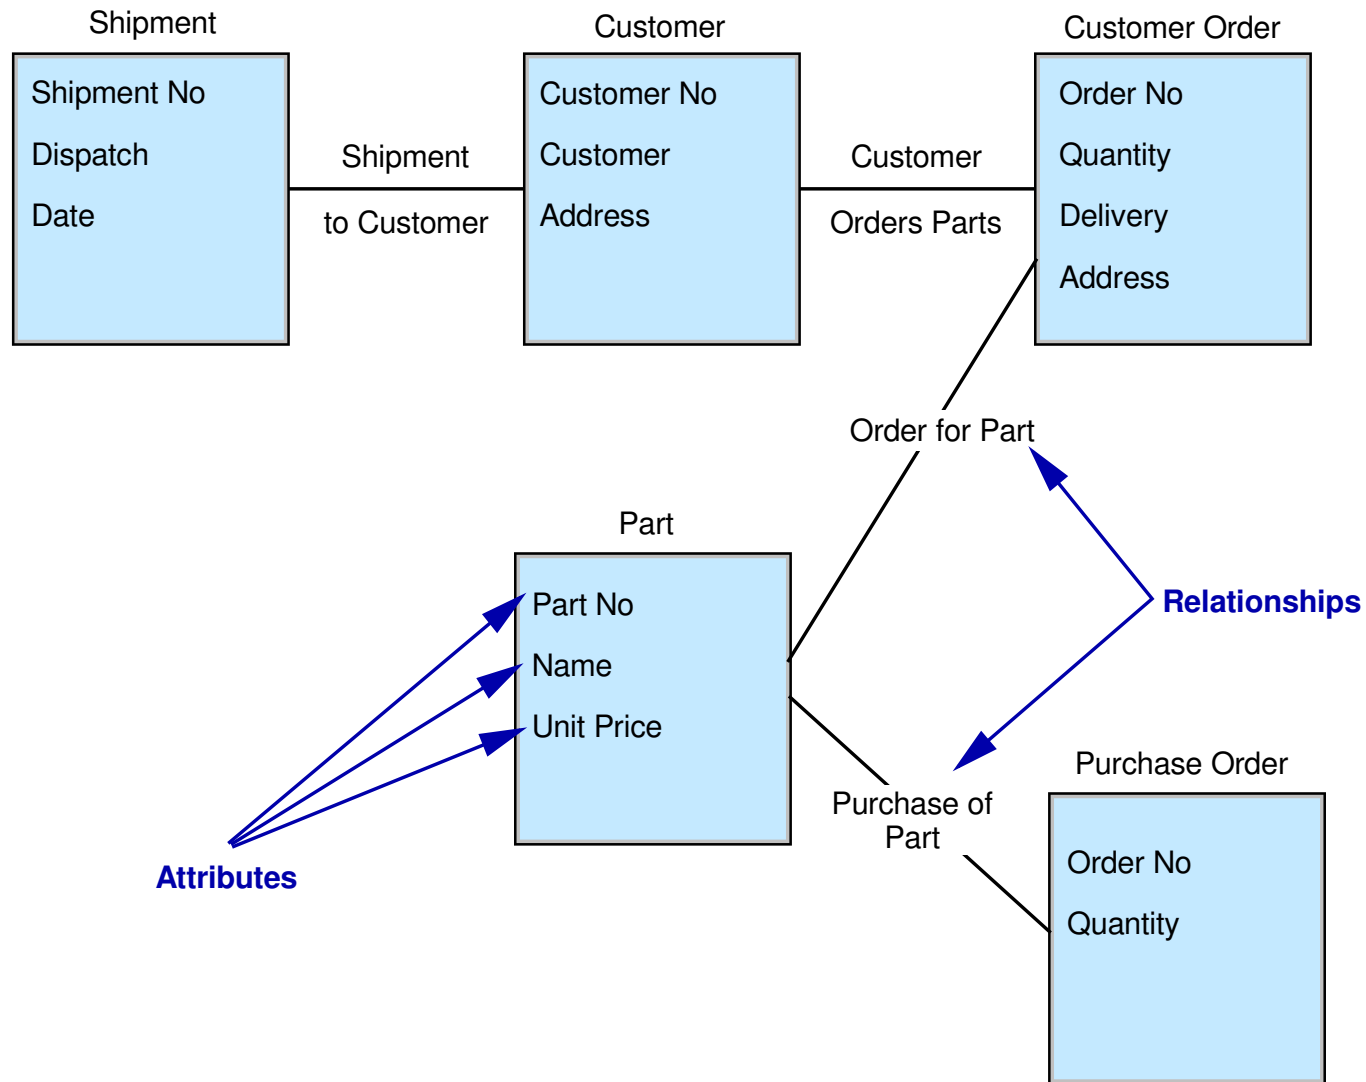 Shipment
Customer
Customer Order
Shipment No
Dispatch
Date
Shipment
to Customer
Customer No
Customer
Address
Customer
Orders Parts
Order No
Quantity
Delivery
Address
Order for Part
Part
Part No
Name
Unit Price
Relationships
Attributes
Purchase of
Part
Purchase Order
Order No
Quantity